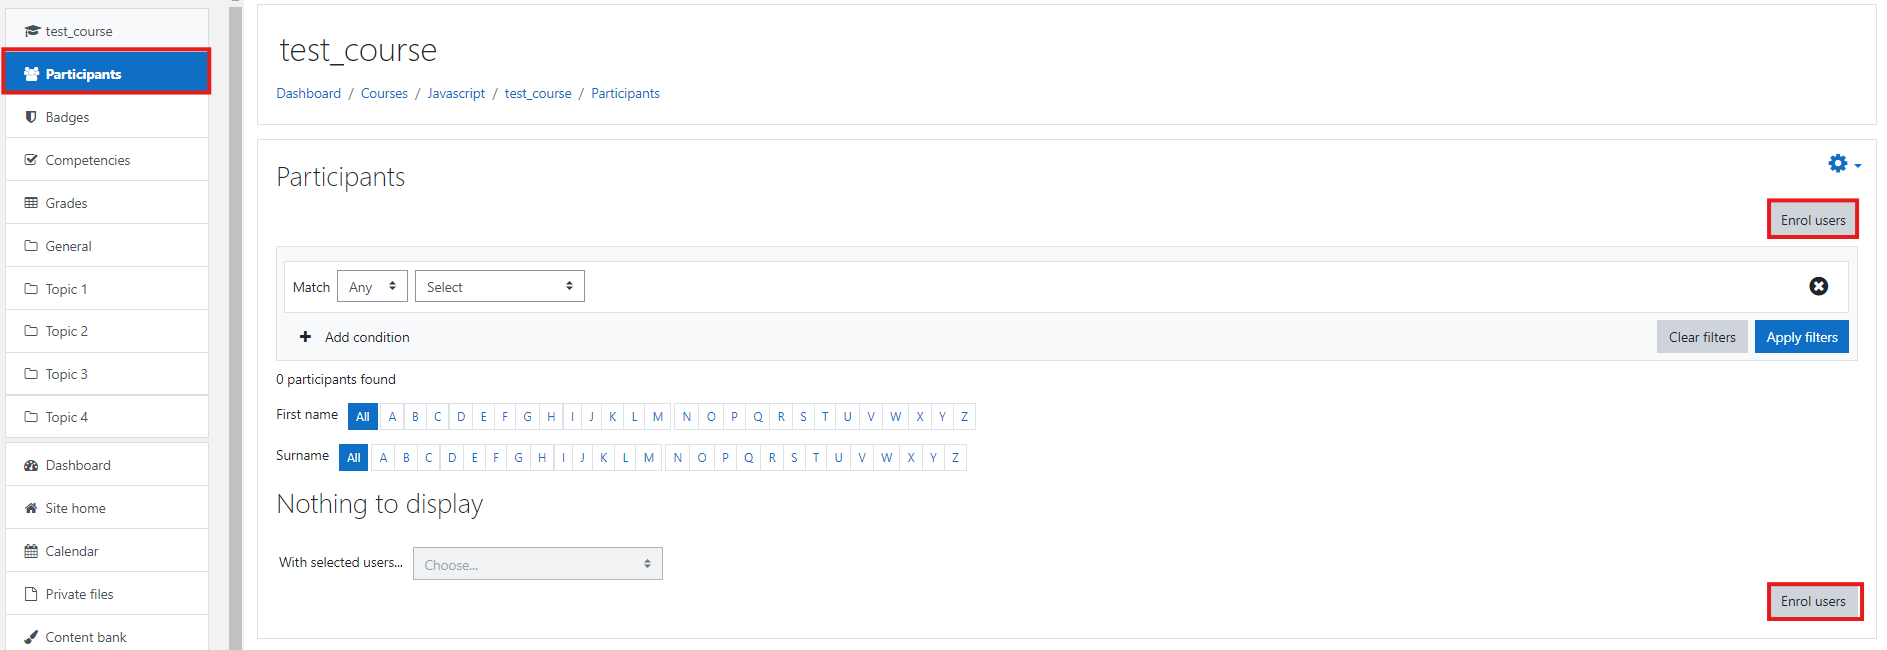 test_course
Participants
Badges
Competencies
Grades
General
Topic 1
Topic 2
Topic 3
Topic 4
Dashboard
Site home
Calendar
Private files
Content bank
test_course
Dashboard / Courses / Javascript / test_course / Participants
Participants
Enrol users
Match Any Select
Add condition
Clear filters Apply filters
0 participants found
First name All A B C D E F G H I J K L M N O P Q R S T U V W X Y Z
Surname All A B C D E F G H I J K L M N O P Q R S T U V W X Y Z
Nothing to display
With selected users... Choose...
Enrol users